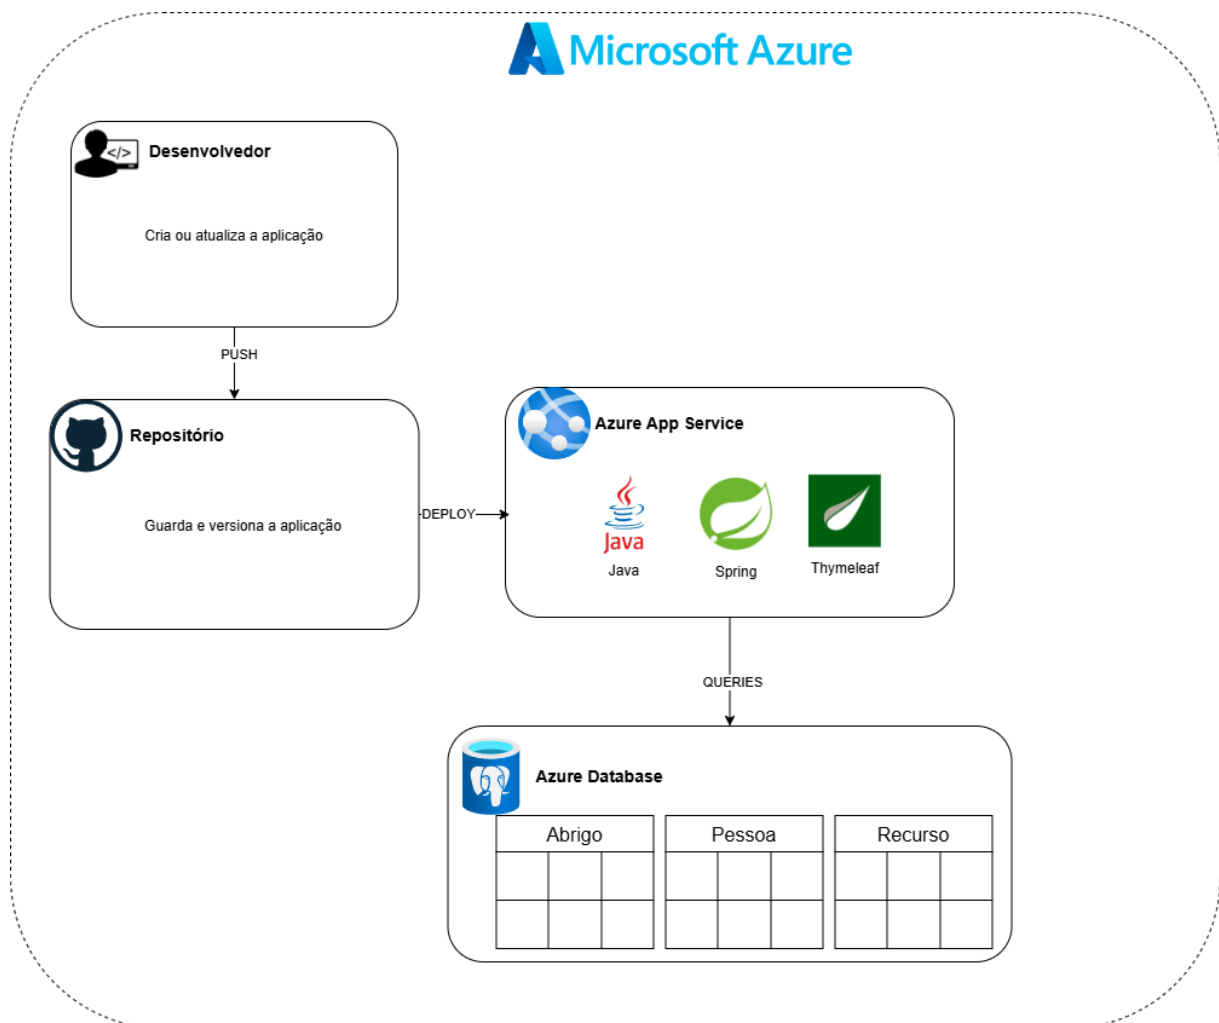 Microsoft Azure
</>
Desenvolvedor
Cria ou atualiza a aplicação
PUSH
Repositório
Guarda e versiona a aplicação
DEPLOY
Azure App Service
Java
Java
Spring
Thymeleaf
QUERIES
Azure Database
Abrigo
Pessoa
Recurso